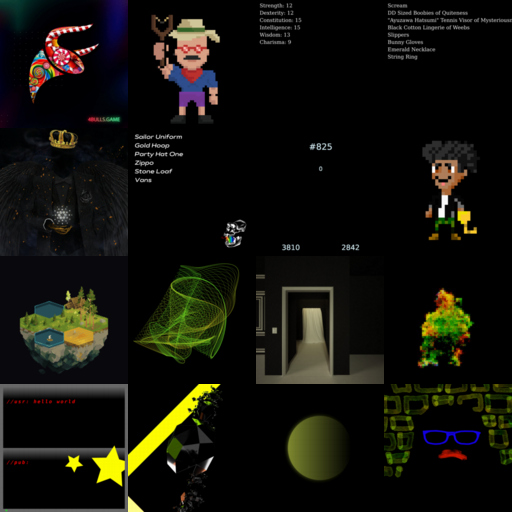 4BULLS.GAME
Strength: 12
Dexterity: 12
Constitution: 15
Intelligence: 15
Wisdom: 13
Charisma: 9
Scream
DD Sized Boobies of Quiteness
"Ayuzawa Hatsumi" Tennis Visor of Mysterious
Black Cotton Lingerie of Weebs
Slippers
Bunny Gloves
Emerald Necklace
String Ring
Sailor Uniform
Gold Hoop
Party Hat One
Zippo
Stone Loaf
Vans
#825
0
3810 2842
//usr: hello world
//pub: